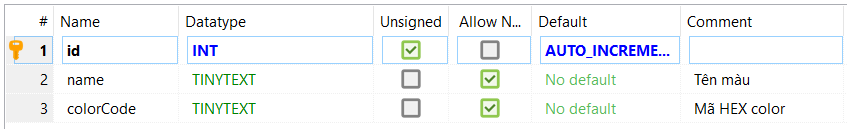 # Name Datatype Unsigned Allow N... Default Comment
1 id INT AUTO_INCREME...
2 name TINYTEXT No default Tên màu
3 colorCode TINYTEXT No default Mã HEX color